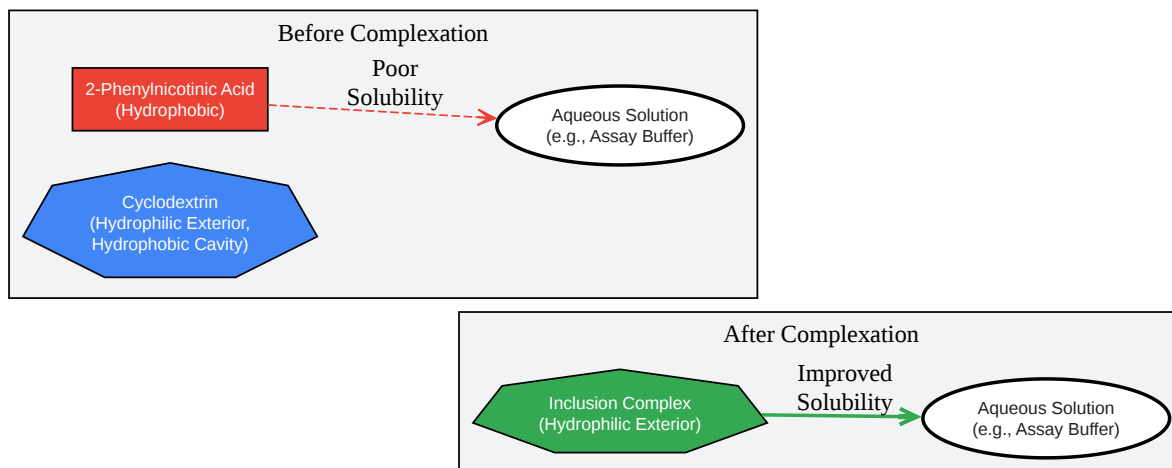 Before Complexation
2-Phenylnicotinic Acid
(Hydrophobic)
Poor
Solubility
Aqueous Solution
(e.g., Assay Buffer)
Cyclodextrin
(Hydrophilic Exterior,
Hydrophobic Cavity)
After Complexation
Inclusion Complex
(Hydrophilic Exterior)
Improved
Solubility
Aqueous Solution
(e.g., Assay Buffer)